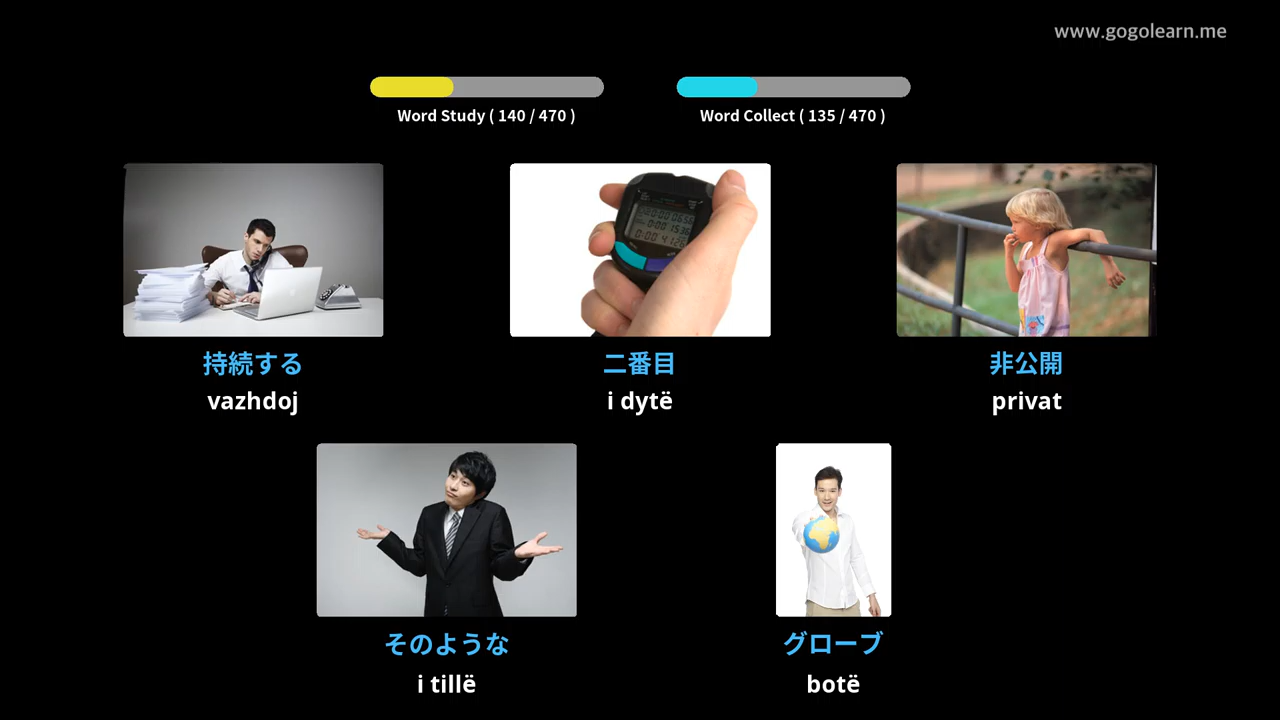 www.gogolearn.me
Word Study ( 140 / 470 )
Word Collect ( 135 / 470 )
持続する
vazhdoj
二番目
i dytë
非公開
privat
そのような
i tillë
グローブ
botë